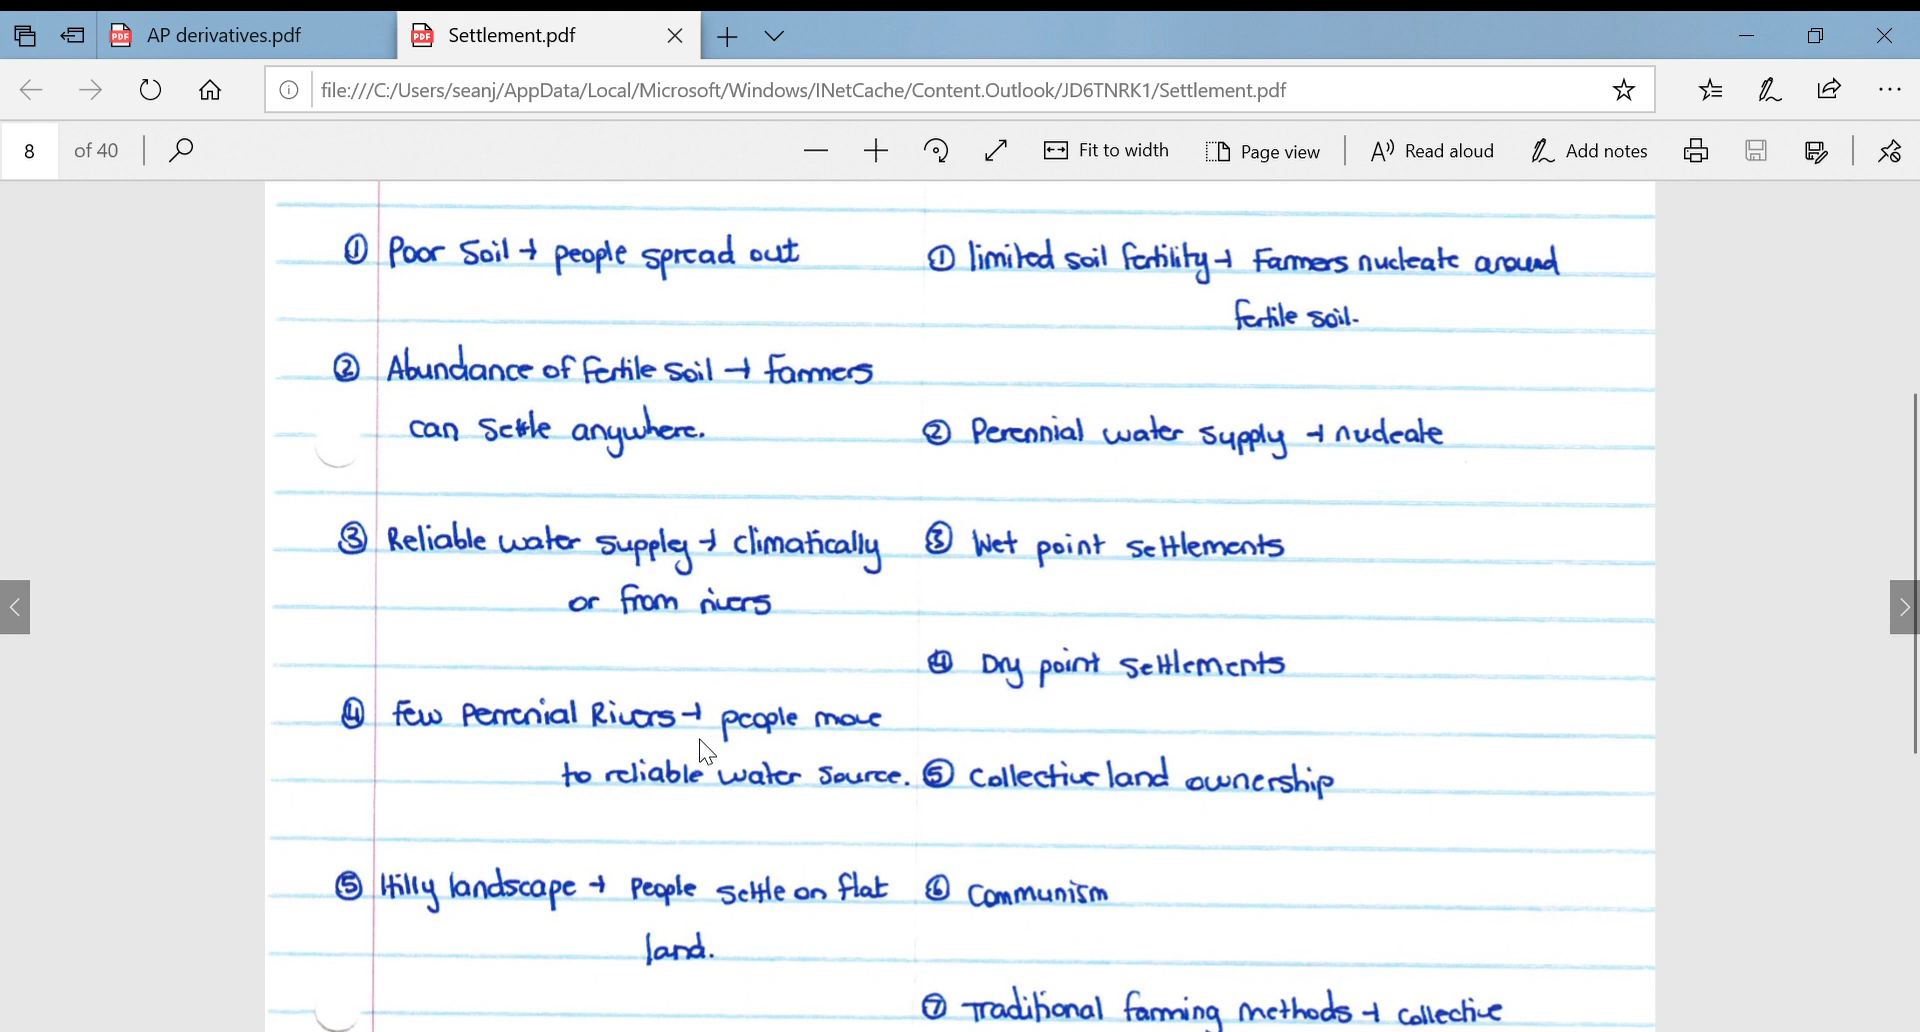 AP derivatives.pdf
Settlement.pdf
file:///C:/Users/seanj/AppData/Local/Microsoft/Windows/INetCache/Content.Outlook/JD6TNRK1/Settlement.pdf
8 of 40
Fit to width
Page view
Read aloud
Add notes
① Poor Soil → people spread out
② Abundance of fertile soil → farmers
can settle anywhere.
③ Reliable water supply → climatically
or from rivers
④ few perrenial Rivers → people move
to reliable water source.
⑤ Hilly landscape → people settle on flat
land.
① limited soil fertility → Farmers nucleate around
fertile soil.
② Perennial water supply → nucleate
③ Wet point settlements
④ Dry point settlements
⑤ Collective land ownership
⑥ Communism
⑦ Traditional farming methods → collective